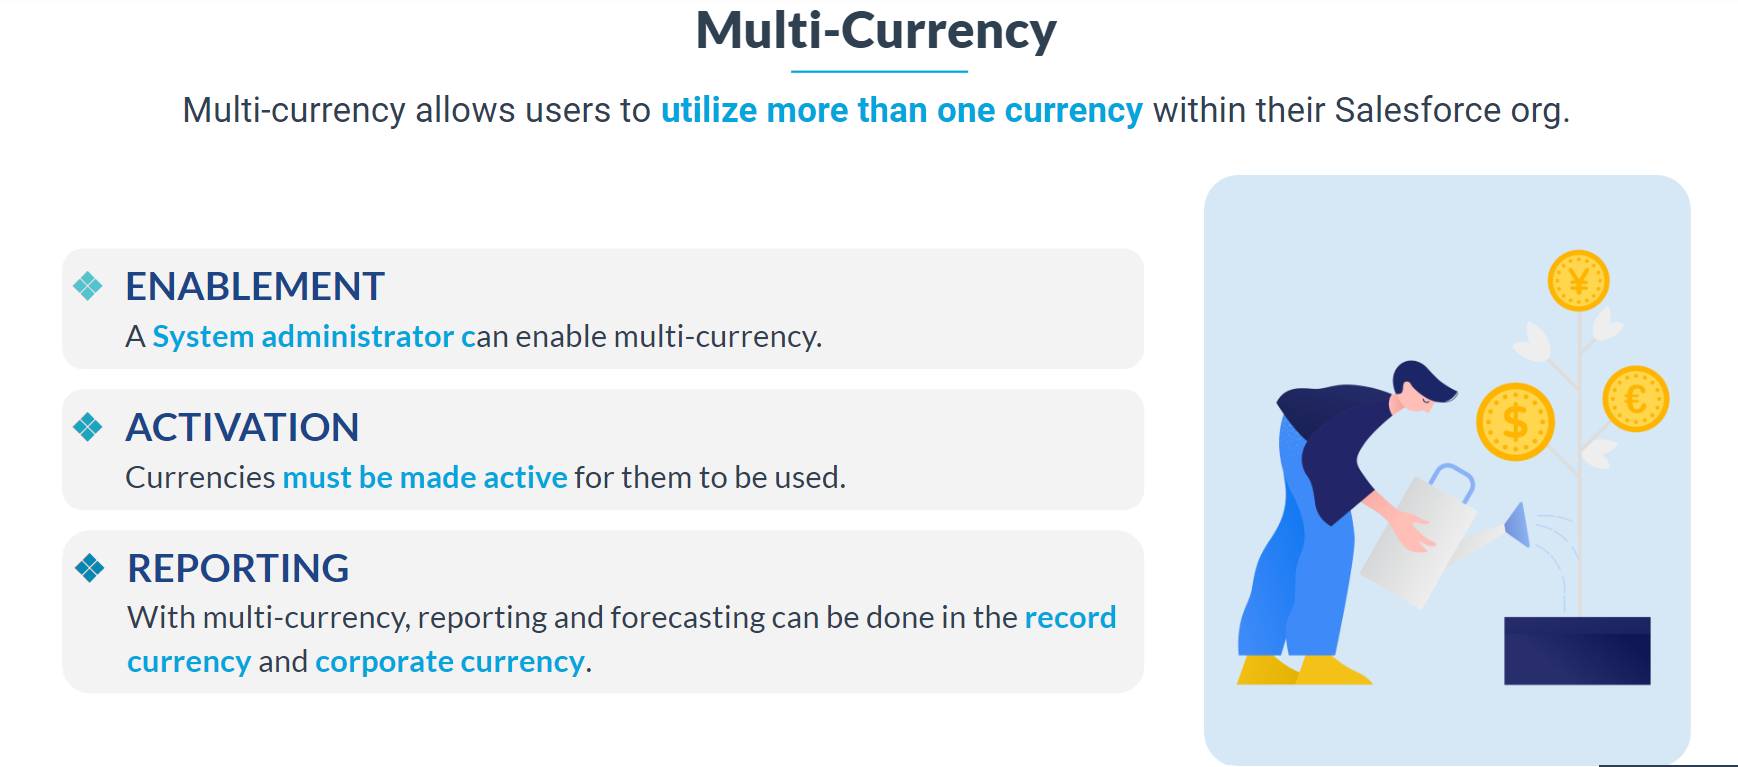 Multi-Currency
Multi-currency allows users to utilize more than one currency within their Salesforce org.
ENABLEMENT
A System administrator can enable multi-currency.
ACTIVATION
Currencies must be made active for them to be used.
REPORTING
With multi-currency, reporting and forecasting can be done in the record
currency and corporate currency.
¥
€
$